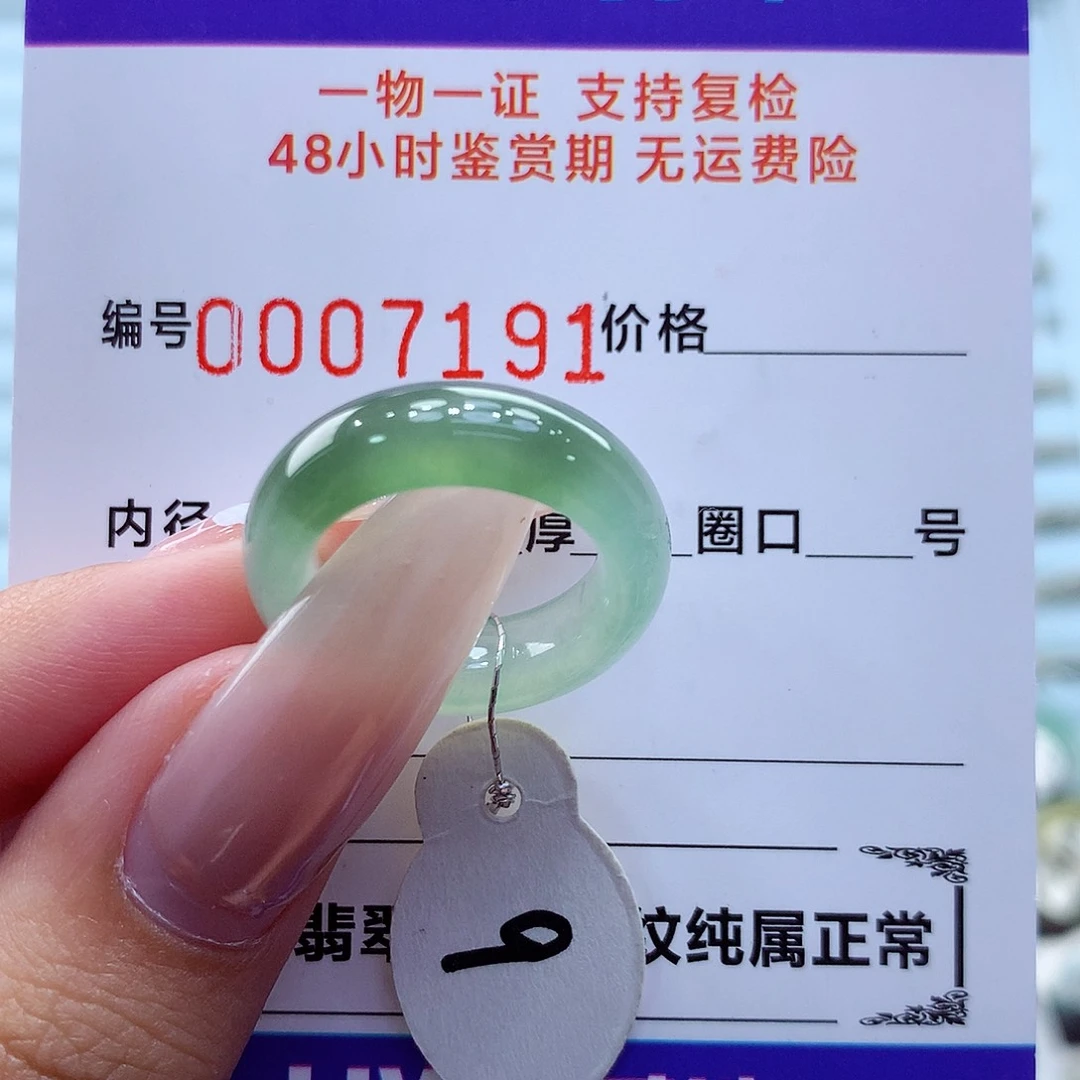 一物一证 支持复检
48小时鉴赏期 无运费险
编号0007191价格
内径 厚 圈口 号
翡翠 纹纯属正常
9